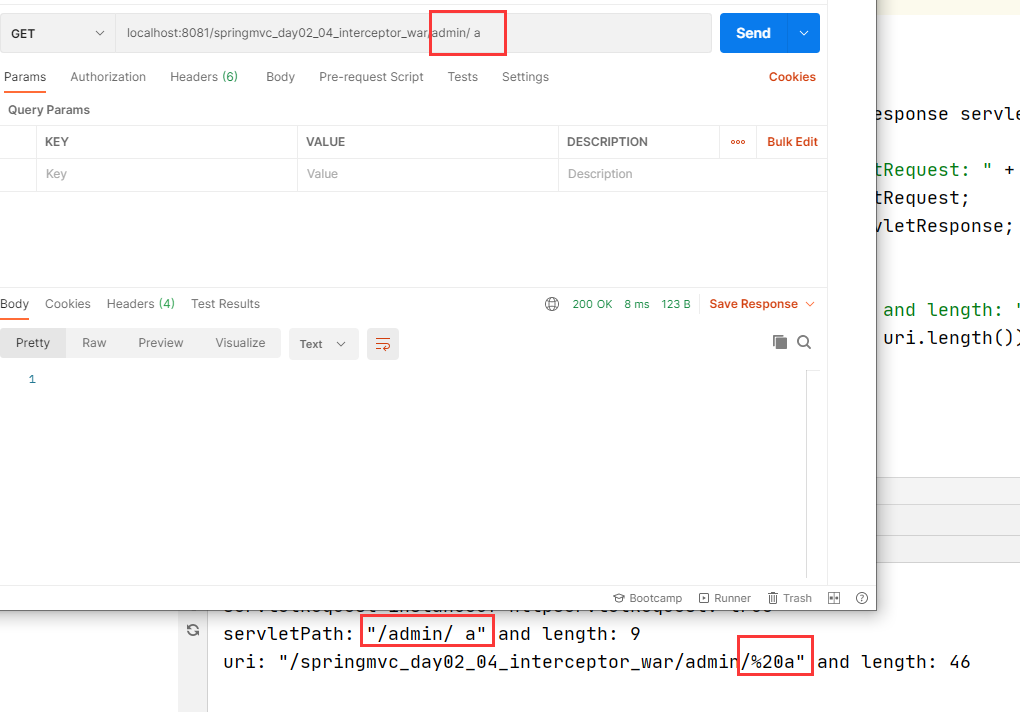 GET
localhost:8081/springmvc_day02_04_interceptor_war/admin/ a
Send
Params Authorization Headers (6) Body Pre-request Script Tests Settings Cookies
Query Params
KEY VALUE DESCRIPTION ooo Bulk Edit
Key Value Description
esponse servle
tRequest: " +
tRequest;
vletResponse;
and length: "
uri.length())
Body Cookies Headers (4) Test Results 200 OK 8 ms 123 B Save Response
Pretty Raw Preview Visualize Text
1
Bootcamp Runner Trash
servletPath: "/admin/ a" and length: 9
uri: "/springmvc_day02_04_interceptor_war/admin/%20a" and length: 46